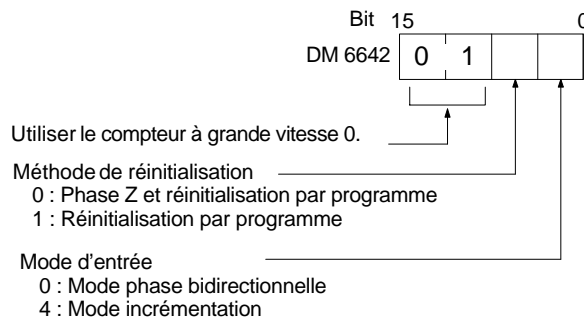 Bit 15 0
DM 6642 0 1
Utiliser le compteur à grande vitesse 0.
Méthode de réinitialisation
0 : Phase Z et réinitialisation par programme
1 : Réinitialisation par programme
Mode d'entrée
0 : Mode phase bidirectionnelle
4 : Mode incrémentation